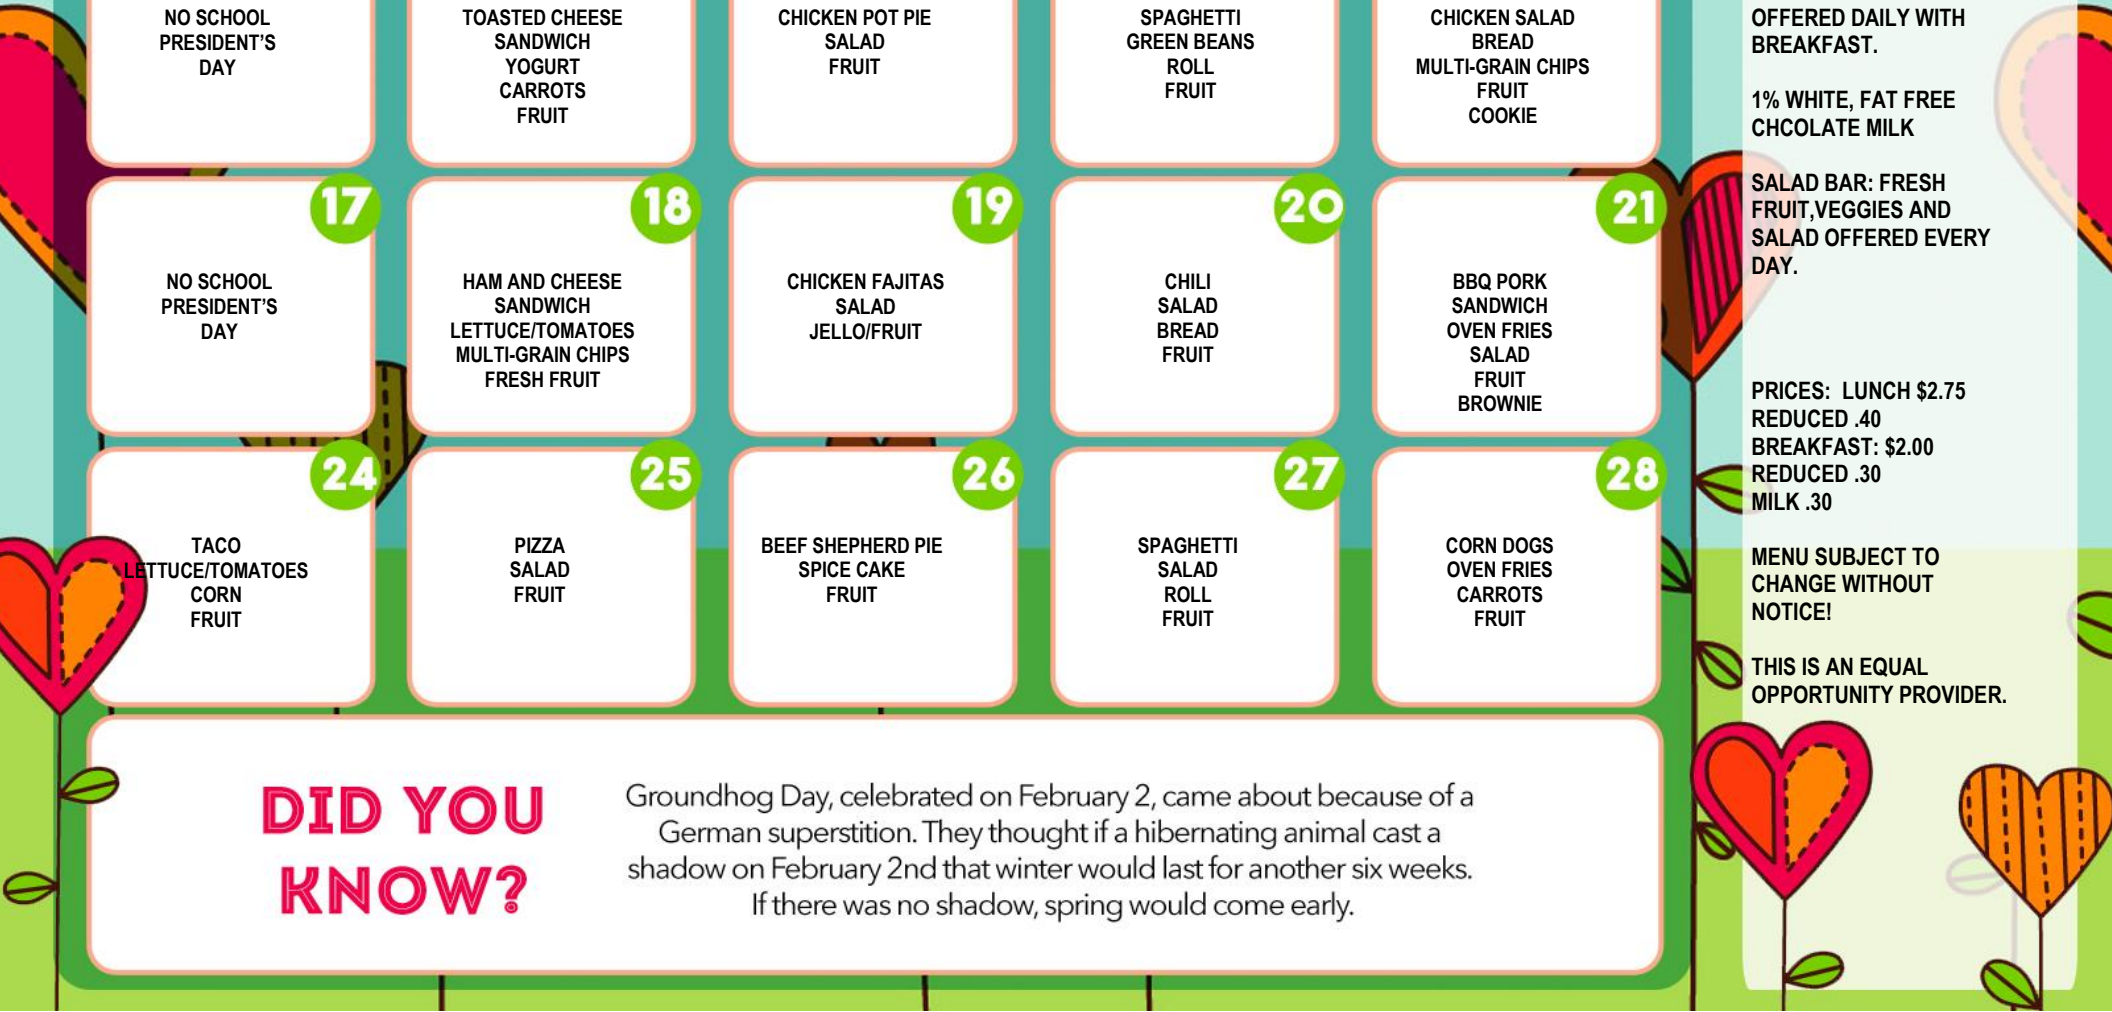 NO SCHOOL
PRESIDENT'S
DAY
TOASTED CHEESE
SANDWICH
YOGURT
CARROTS
FRUIT
CHICKEN POT PIE
SALAD
FRUIT
SPAGHETTI
GREEN BEANS
ROLL
FRUIT
CHICKEN SALAD
BREAD
MULTI-GRAIN CHIPS
FRUIT
COOKIE
17
NO SCHOOL
PRESIDENT'S
DAY
18
HAM AND CHEESE
SANDWICH
LETTUCE/TOMATOES
MULTI-GRAIN CHIPS
FRESH FRUIT
19
CHICKEN FAJITAS
SALAD
JELLO/FRUIT
20
CHILI
SALAD
BREAD
FRUIT
21
BBQ PORK
SANDWICH
OVEN FRIES
SALAD
FRUIT
BROWNIE
24
TACO
LETTUCE/TOMATOES
CORN
FRUIT
25
PIZZA
SALAD
FRUIT
26
BEEF SHEPHERD PIE
SPICE CAKE
FRUIT
27
SPAGHETTI
SALAD
ROLL
FRUIT
28
CORN DOGS
OVEN FRIES
CARROTS
FRUIT
OFFERED DAILY WITH
BREAKFAST.
1% WHITE, FAT FREE
CHCOLATE MILK
SALAD BAR: FRESH
FRUIT,VEGGIES AND
SALAD OFFERED EVERY
DAY.
PRICES:  LUNCH $2.75
REDUCED .40
BREAKFAST: $2.00
REDUCED .30
MILK .30
MENU SUBJECT TO
CHANGE WITHOUT
NOTICE!
THIS IS AN EQUAL
OPPORTUNITY PROVIDER.
DID YOU
KNOW?
Groundhog Day, celebrated on February 2, came about because of a
German superstition. They thought if a hibernating animal cast a
shadow on February 2nd that winter would last for another six weeks.
If there was no shadow, spring would come early.